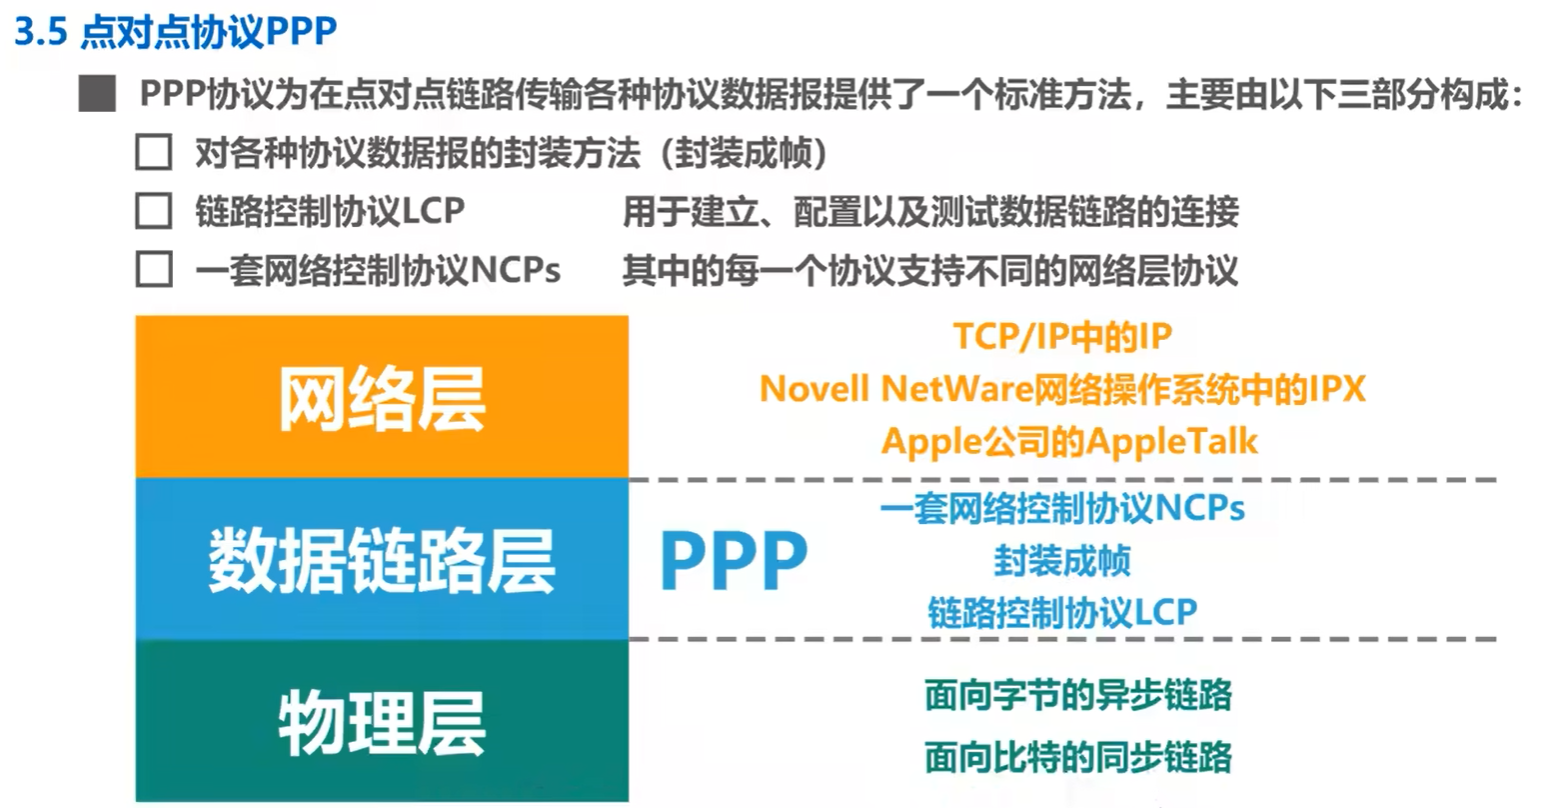 3.5 点对点协议PPP
PPP协议为在点对点链路传输各种协议数据报提供了一个标准方法，主要由以下三部分构成：
对各种协议数据报的封装方法（封装成帧）
链路控制协议LCP 用于建立、配置以及测试数据链路的连接
一套网络控制协议NCPs 其中的每一个协议支持不同的网络层协议
网络层
TCP/IP中的IP
Novell NetWare网络操作系统中的IPX
Apple公司的AppleTalk
数据链路层
PPP
一套网络控制协议NCPs
封装成帧
链路控制协议LCP
物理层
面向字节的异步链路
面向比特的同步链路